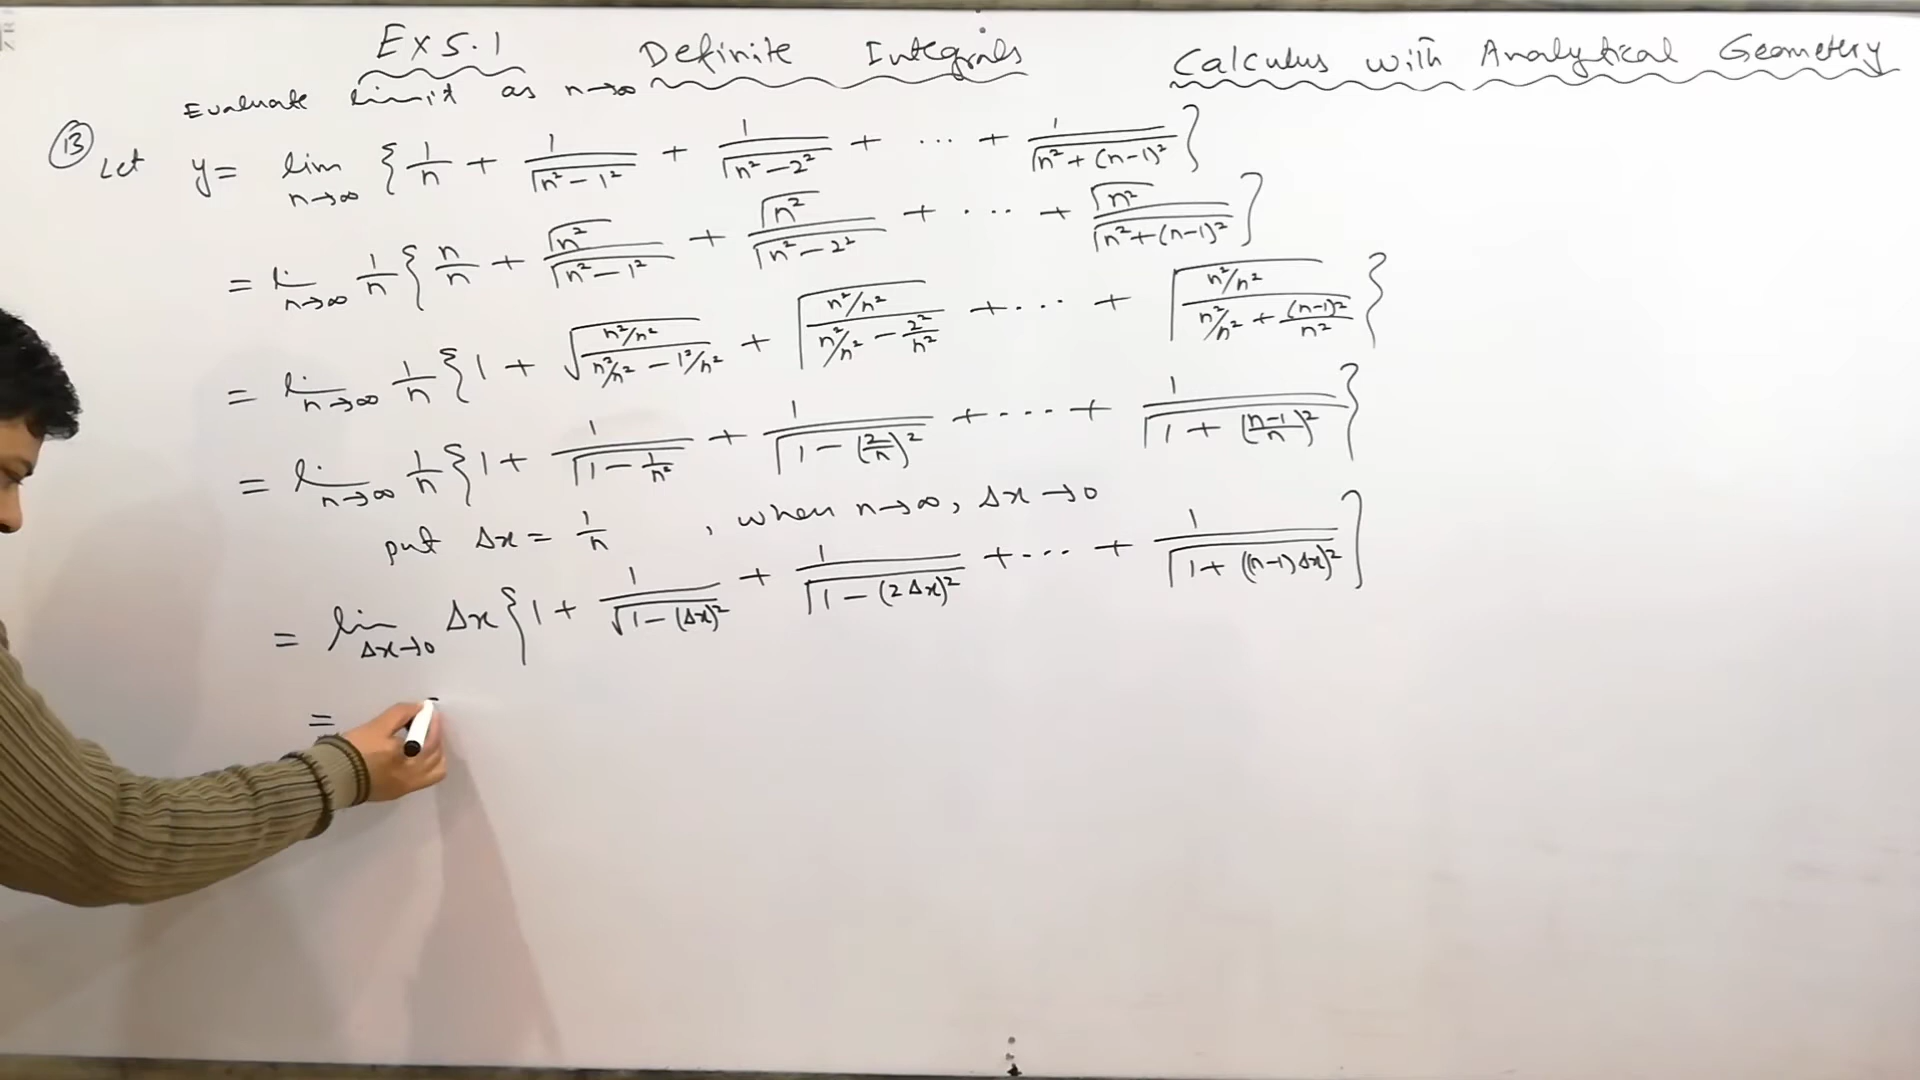 Ex 5.1 Definite Integrals Calculus with Analytical Geometry
Evaluate limit as n→∞
(13) Let y = lim n→∞ {1/n + 1/√(n² − 1²) + 1/√(n² − 2²) + ... + 1/√(n² + (n−1)²)}
= li n→∞ 1/n {n/n + √n²/√(n² − 1²) + √n²/√(n² − 2²) + ... + √n²/√(n² + (n−1)²)}
= li n→∞ 1/n {1 + √((n²/n²)/(n²/n² − 1²/n²)) + √((n²/n²)/(n²/n² − 2²/n²)) + ... + √((n²/n²)/(n²/n² + (n−1)²/n²))}
= li n→∞ 1/n {1 + 1/√(1 − 1/n²) + 1/√(1 − (2/n)²) + .... + 1/√(1 + ((n−1)/n)²)}
put Δx = 1/n , when n→∞, Δx→0
= lim Δx→0 Δx {1 + 1/√(1 − (Δx)²) + 1/√(1 − (2Δx)²) + ... + 1/√(1 + ((n−1)Δx)²)}
=